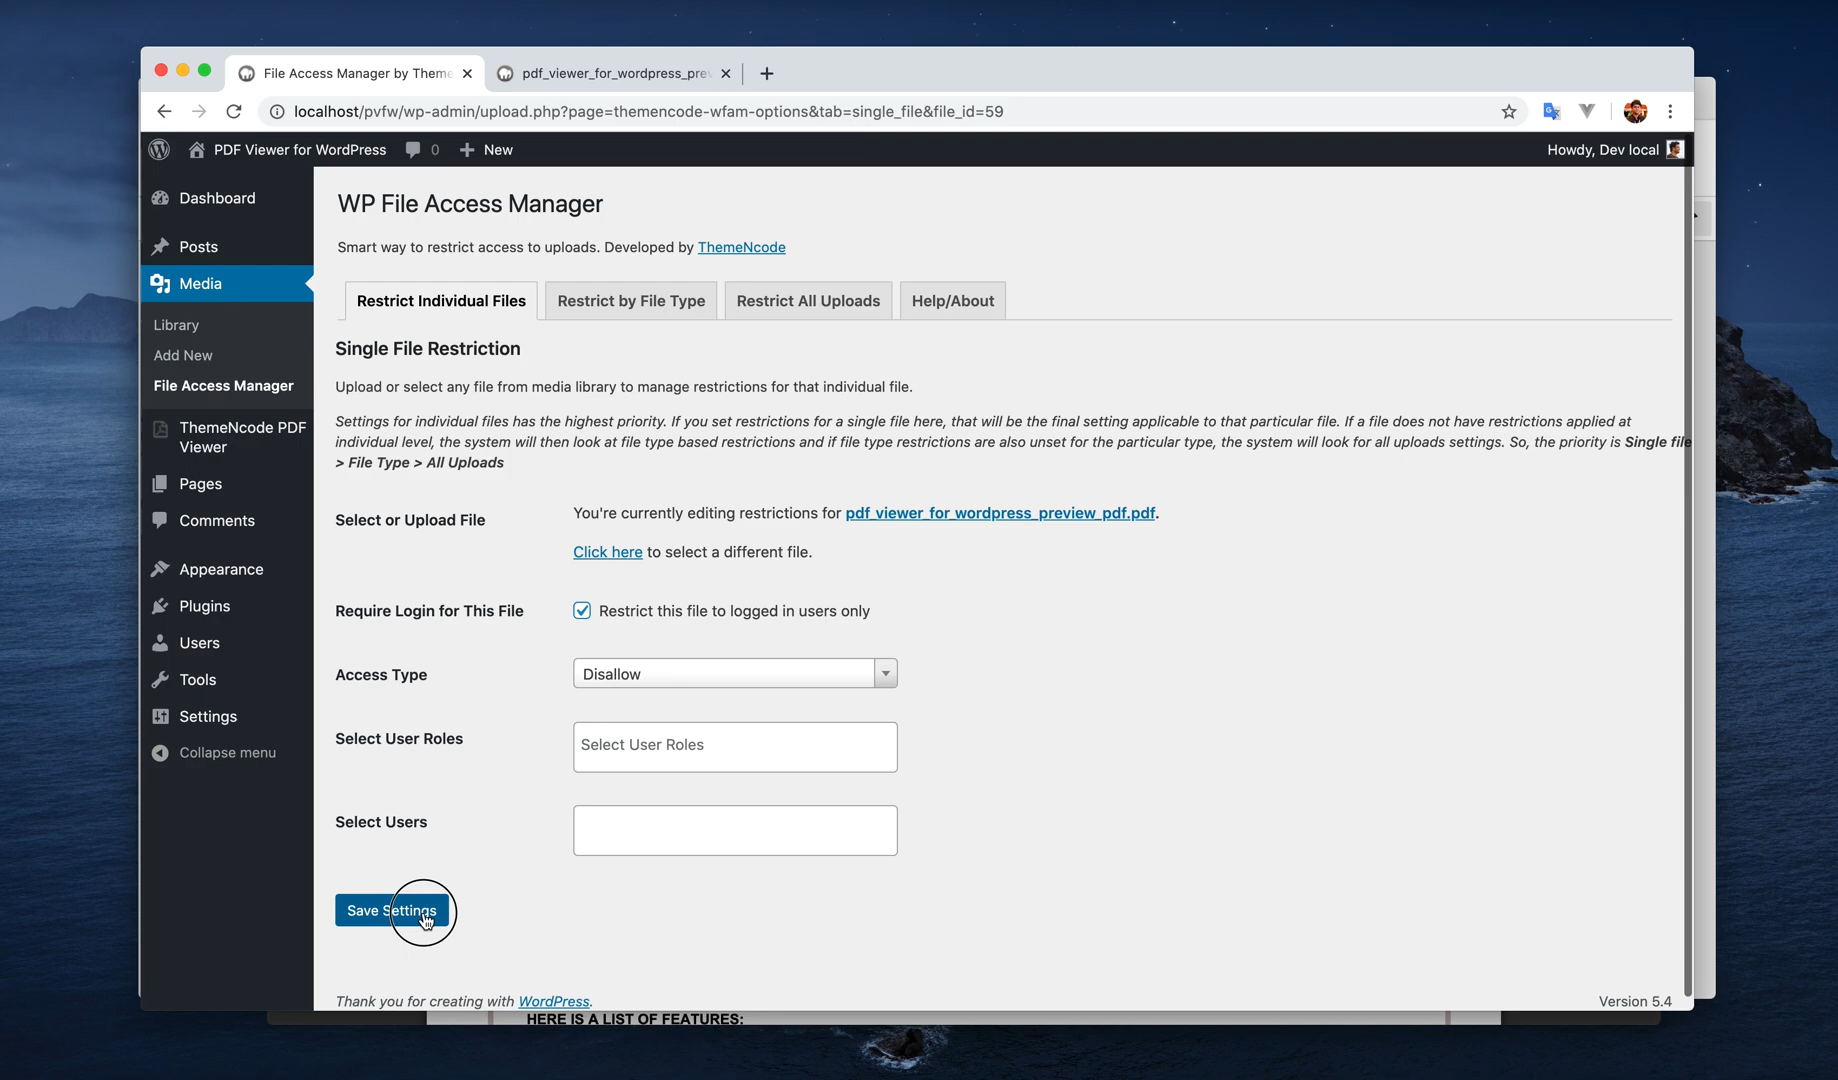 File Access Manager by Theme
pdf_viewer_for_wordpress_prev
localhost/pvfw/wp-admin/upload.php?page=themencode-wfam-options&tab=single_file&file_id=59
PDF Viewer for WordPress
0
New
Howdy, Dev local
Dashboard
Posts
Media
Library
Add New
File Access Manager
ThemeNcode PDF
Viewer
Pages
Comments
Appearance
Plugins
Users
Tools
Settings
Collapse menu
WP File Access Manager
Smart way to restrict access to uploads. Developed by ThemeNcode
Restrict Individual Files
Restrict by File Type
Restrict All Uploads
Help/About
Single File Restriction
Upload or select any file from media library to manage restrictions for that individual file.
Settings for individual files has the highest priority. If you set restrictions for a single file here, that will be the final setting applicable to that particular file. If a file does not have restrictions applied at
individual level, the system will then look at file type based restrictions and if file type restrictions are also unset for the particular type, the system will look for all uploads settings. So, the priority is Single file
> File Type > All Uploads
Select or Upload File
You're currently editing restrictions for pdf_viewer_for_wordpress_preview_pdf.pdf.
Click here to select a different file.
Require Login for This File
Restrict this file to logged in users only
Access Type
Disallow
Select User Roles
Select User Roles
Select Users
Save Settings
Thank you for creating with WordPress.
Version 5.4
HERE IS A LIST OF FEATURES: